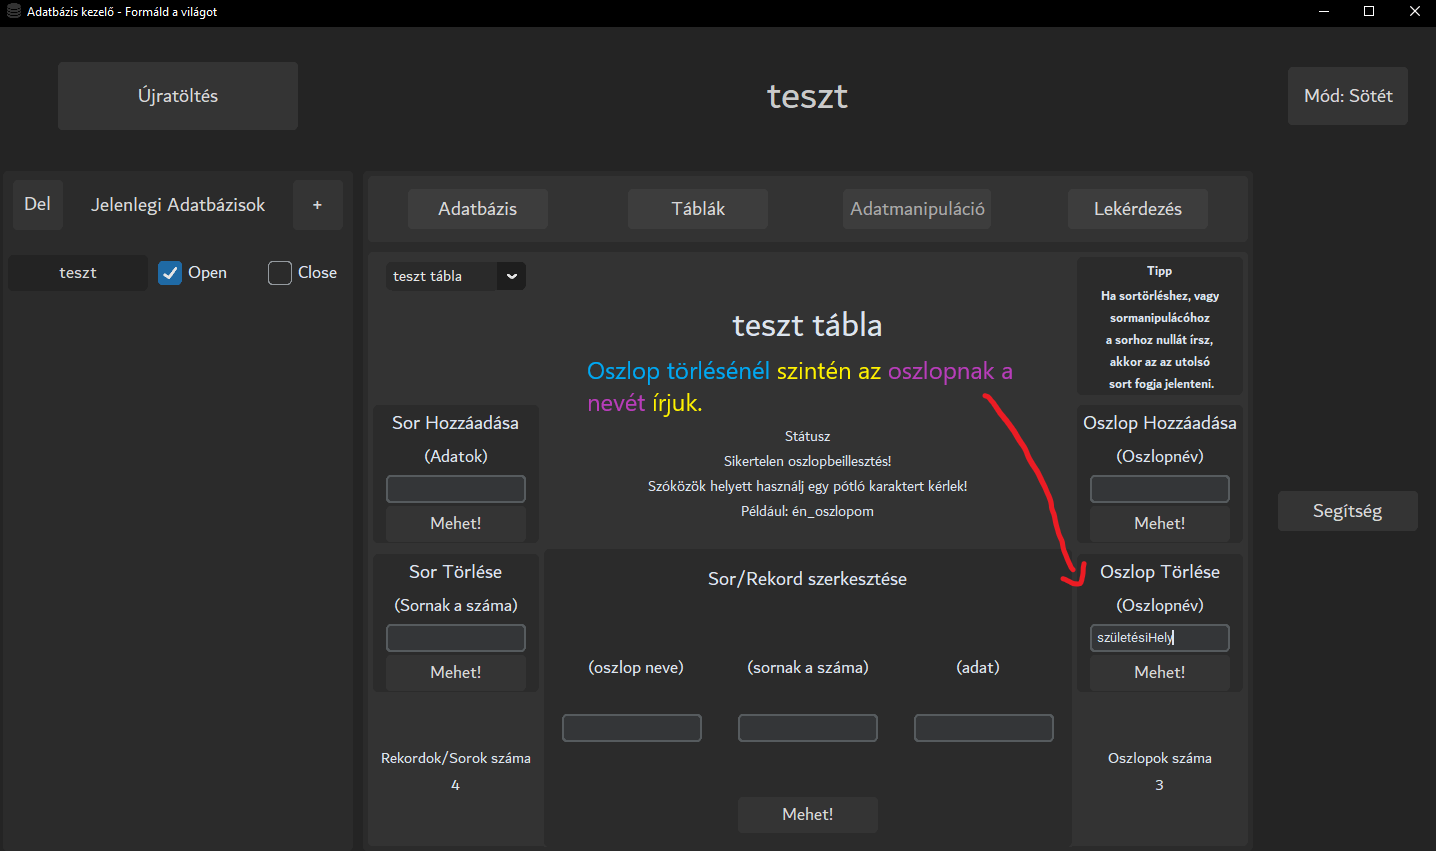 Adatbázis kezelő - Formáld a világot
Újratöltés
teszt
Mód: Sötét
Del
Jelenlegi Adatbázisok
+
teszt
Open
Close
Adatbázis
Táblák
Adatmanipuláció
Lekérdezés
teszt tábla
teszt tábla
Oszlop törlésénél szintén az oszlopnak a
nevét írjuk.
Státusz
Sikertelen oszlopbeillesztés!
Szóközök helyett használj egy pótló karaktert kérlek!
Például: én_oszlopom
Tipp
Ha sortörléshez, vagy
sormanipulácóhoz
a sorhoz nullát írsz,
akkor az az utolsó
sort fogja jelenteni.
Sor Hozzáadása
(Adatok)
Mehet!
Sor Törlése
(Sornak a száma)
Mehet!
Rekordok/Sorok száma
4
Sor/Rekord szerkesztése
(oszlop neve)
(sornak a száma)
(adat)
Mehet!
Oszlop Hozzáadása
(Oszlopnév)
Mehet!
Oszlop Törlése
(Oszlopnév)
születésiHely
Mehet!
Oszlopok száma
3
Segítség